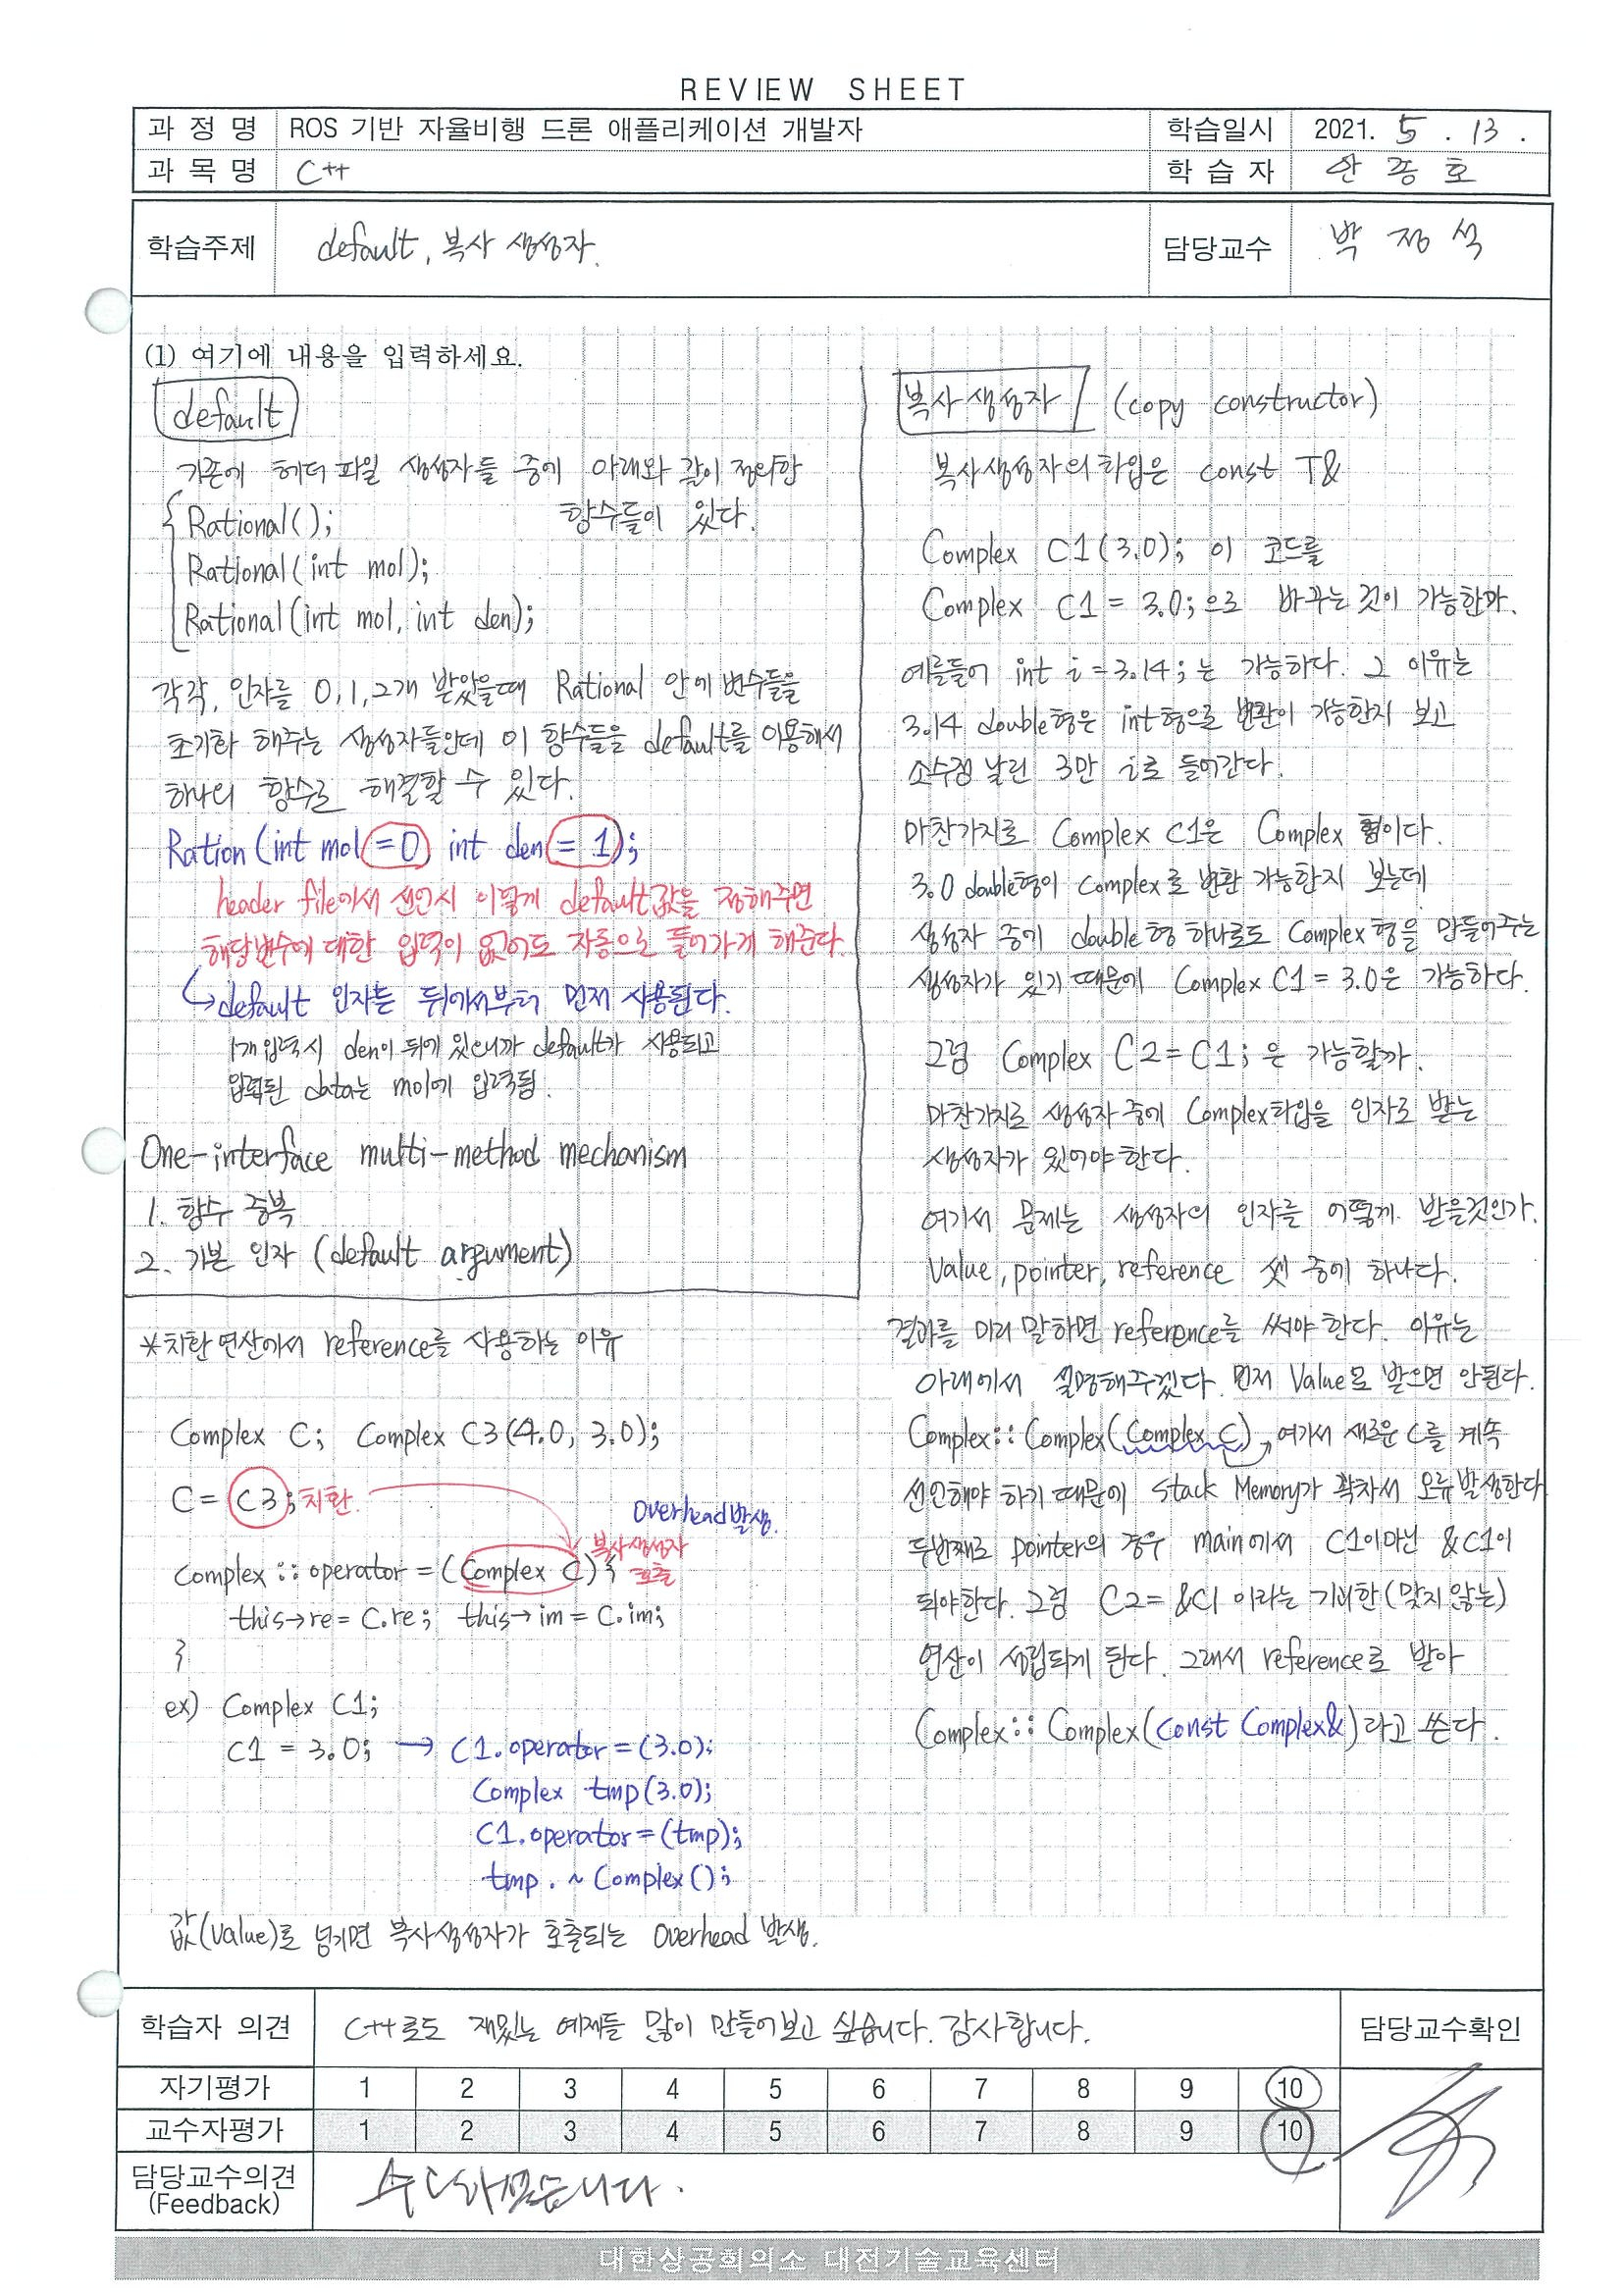 REVIEW SHEET
과 정 명 ROS 기반 자율비행 드론 애플리케이션 개발자 학습일시 2021. 5 . 13 .
과 목 명 C++ 학 습 자 안 종 호
학습주제 default, 복사 생성자. 담당교수 박 정 석
(1) 여기에 내용을 입력하세요.
default
기존에 헤더 파일 생성자들 중에 아래와 같이 정의한
함수들이 있다.
Rational();
Rational(int mol);
Rational(int mol, int den);
각각, 인자를 0,1,2개 받았을때 Rational 안에 변수들을
초기화 해주는 생성자들인데 이 함수들을 default를 이용해서
하나의 함수로 해결할 수 있다.
Ration(int mol =0, int den = 1);
header file에서 선언시 이렇게 default값을 정해주면
해당변수에 대한 입력이 없어도 자동으로 들어가게 해준다.
↳default 인자는 뒤에서부터 먼저 사용된다.
1개 입력시 den이 뒤에 있으니까 default가 사용되고
입력된 data는 mol에 입력됨.
One-interface multi-method mechanism
1. 함수 중복
2. 기본 인자 (default argument)
*치환 연산에서 reference를 사용하는 이유
Complex C; Complex C3(4.0, 3.0);
C = C3; 치환
Overhead발생.
복사생성자
호출
Complex :: operator = (Complex C) {
this→re = C.re; this→im = C.im;
}
ex) Complex C1;
C1 = 3.0; → C1.operator = (3.0);
Complex tmp(3.0);
C1.operator=(tmp);
tmp. ~ Complex();
값(value)로 넘기면 복사생성자가 호출되는 Overhead 발생.
복사 생성자 (copy constructor)
복사생성자의 타입은 const T&
Complex C1(3.0); 이 코드를
Complex C1 = 3.0;으로 바꾸는 것이 가능한가.
예를들어 int i = 3.14;는 가능하다. 그 이유는
3.14 double형은 int형으로 변환이 가능한지 보고
소수점 날린 3만 i로 들어간다.
마찬가지로 Complex C1은 Complex 형이다.
3.0 double형이 Complex로 변환 가능한지 보는데
생성자 중에 double형 하나로도 Complex형을 만들어주는
생성자가 있기 때문에 Complex C1 = 3.0은 가능하다.
그럼 Complex C2 = C1; 은 가능할까.
마찬가지로 생성자 중에 Complex타입을 인자로 받는
생성자가 있어야 한다.
여기서 문제는 생성자의 인자를 어떻게 받을것인가.
Value, pointer, reference 셋 중에 하나다.
결과를 미리 말하면 reference를 써야 한다. 이유는
아래에서 설명해주겠다. 먼저 Value로 받으면 안된다.
Complex:: Complex(Complex C) 여기서 새로운 C를 계속
선언해야 하기 때문에 Stack Memory가 꽉차서 오류발생한다
두번째로 pointer의 경우 main에서 C1이아닌 &C1이
되야한다. 그럼 C2 = &C1 이라는 기괴한(맞지 않는)
연산이 성립되게 된다. 그래서 reference로 받아
Complex:: Complex(const Complex&)라고 쓴다.
학습자 의견 C++로도 재밌는 예제들 많이 만들어보고 싶습니다. 감사합니다. 담당교수확인
자기평가 1 2 3 4 5 6 7 8 9 10
교수자평가 1 2 3 4 5 6 7 8 9 10
담당교수의견
(Feedback)
대한상공회의소 대전기술교육센터